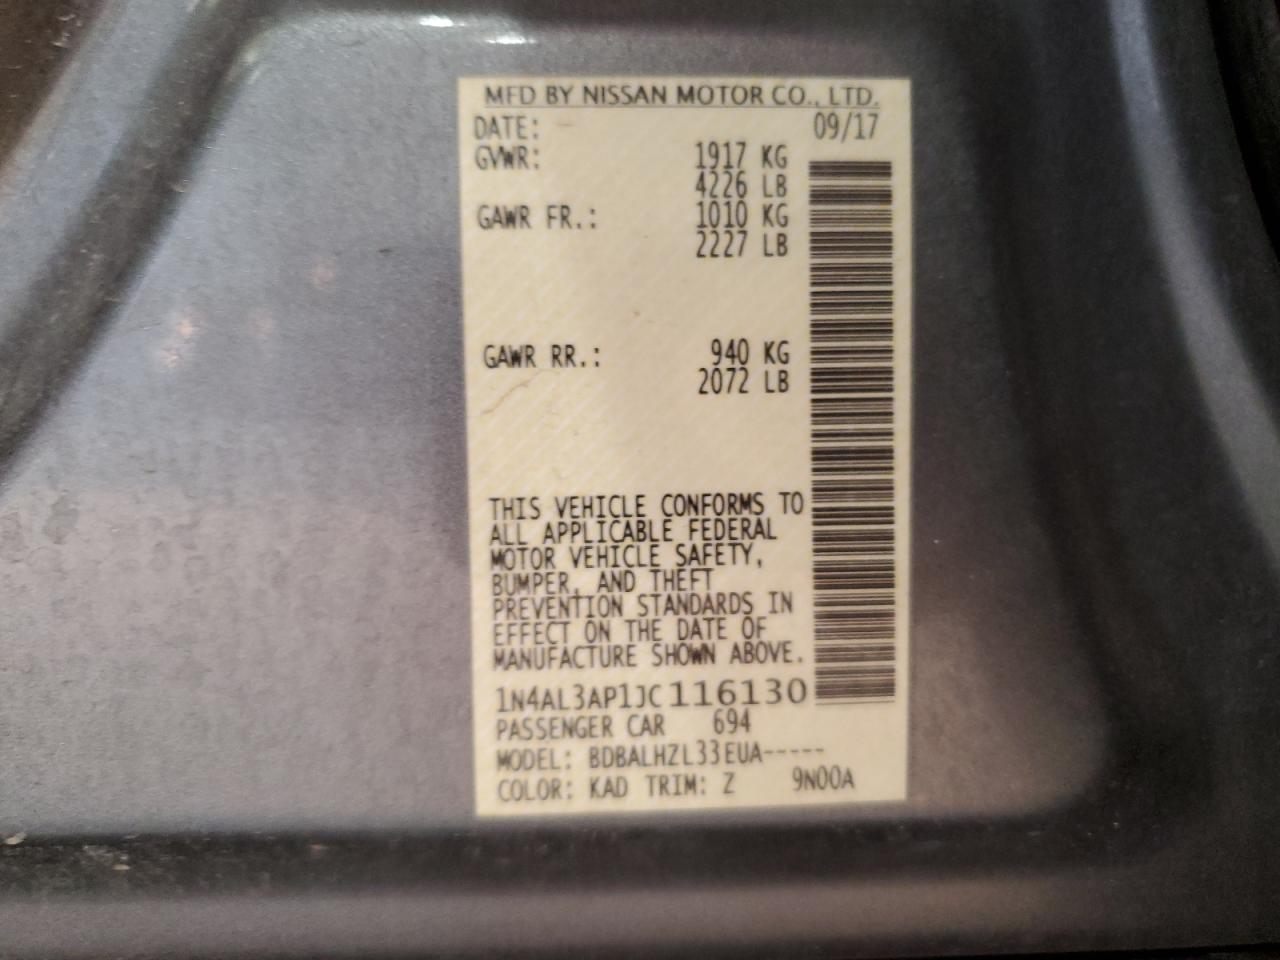 MFD BY NISSAN MOTOR CO., LTD.
DATE: 09/17
GVWR: 1917 KG
4226 LB
GAWR FR.: 1010 KG
2227 LB
GAWR RR.: 940 KG
2072 LB
THIS VEHICLE CONFORMS TO
ALL APPLICABLE FEDERAL
MOTOR VEHICLE SAFETY,
BUMPER, AND THEFT
PREVENTION STANDARDS IN
EFFECT ON THE DATE OF
MANUFACTURE SHOWN ABOVE.
1N4AL3AP1JC116130
PASSENGER CAR 694
MODEL: BDBALHZL33EUA-----
COLOR: KAD TRIM: Z 9N00A